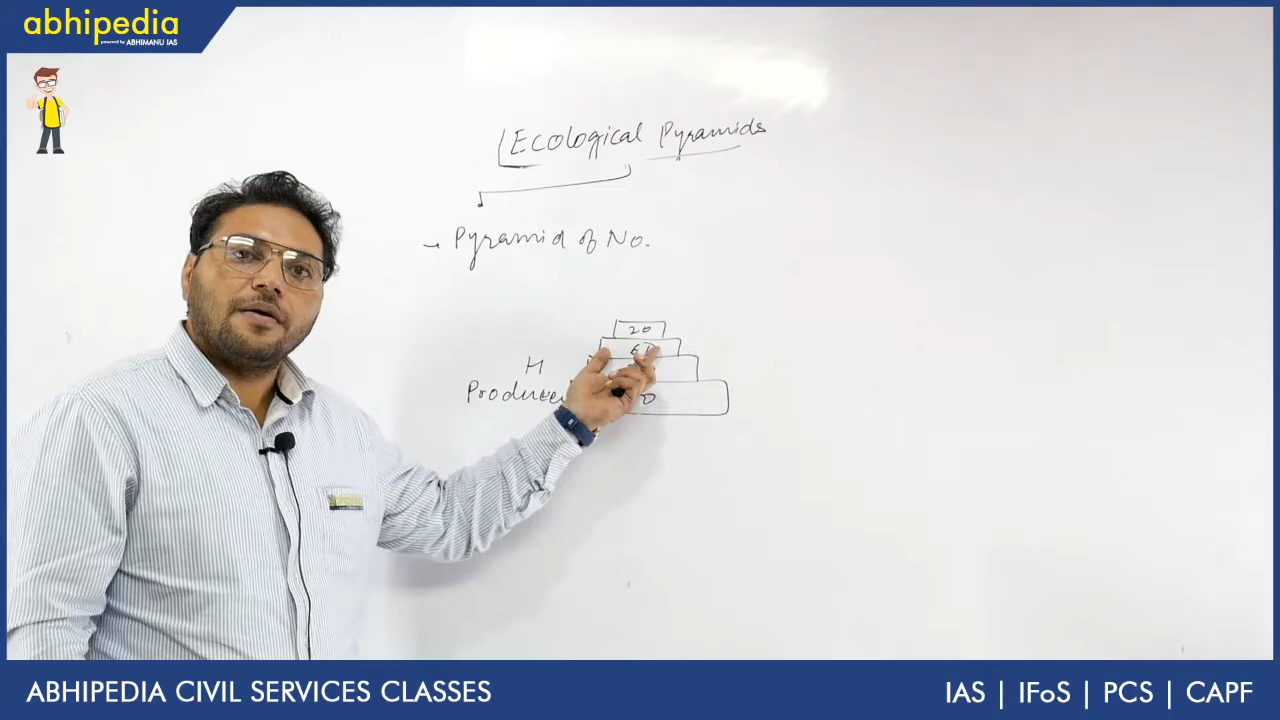 abhipedia
powered by ABHIMANU IAS
Ecological Pyramids
Pyramid of No.
20
H
Producer
ABHIPEDIA CIVIL SERVICES CLASSES
IAS | IFoS | PCS | CAPF